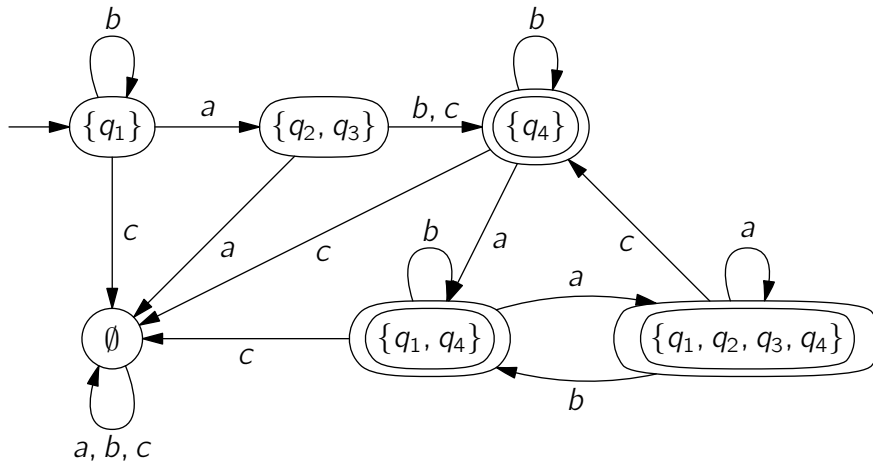 b
b
{q1}
a
{q2, q3}
b, c
{q4}
c
a
c
a
b
a
c
a
∅
c
{q1, q4}
{q1, q2, q3, q4}
b
a, b, c